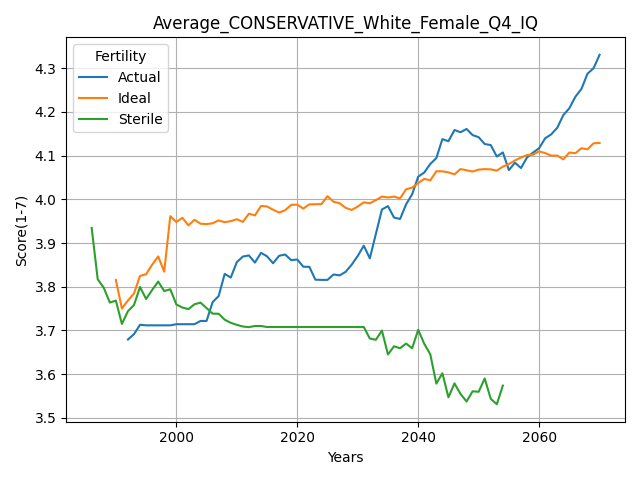 Average_CONSERVATIVE_White_Female_Q4_IQ
Fertility
Actual
Ideal
Sterile
Score(1-7)
4.3
4.2
4.1
4.0
3.9
3.8
3.7
3.6
3.5
2000 2020 2040 2060
Years